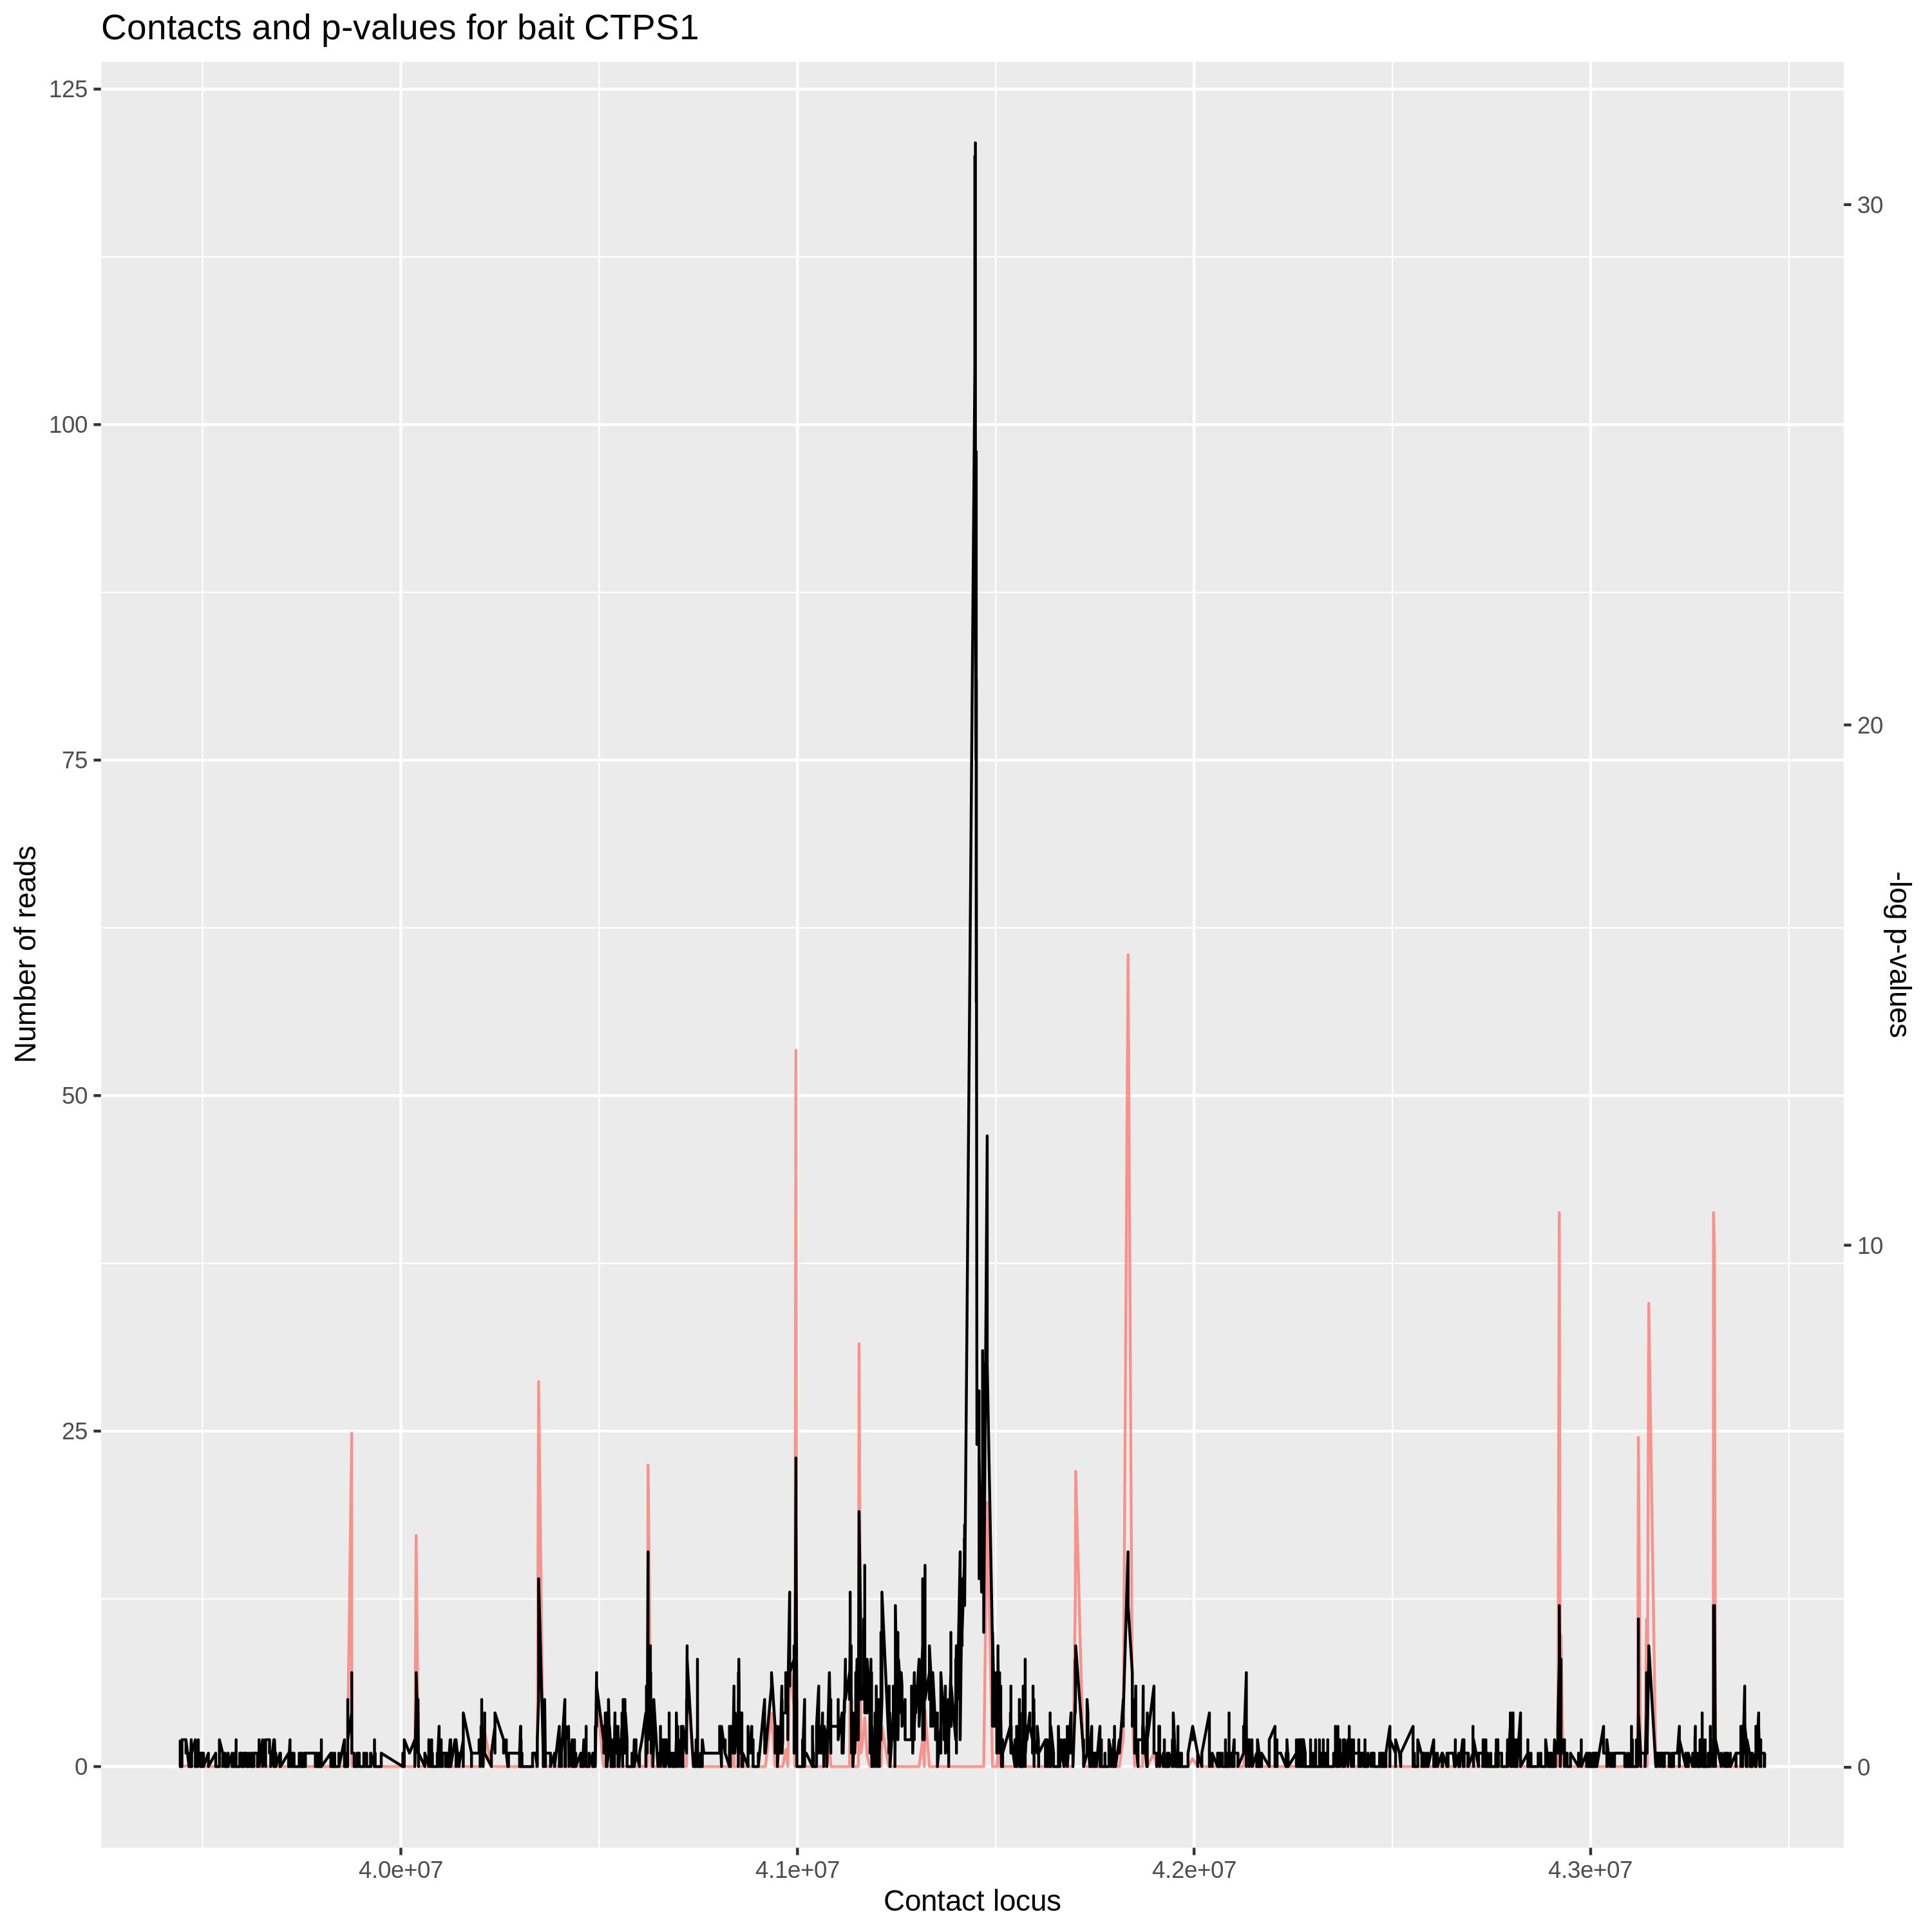 Contacts and p-values for bait CTPS1
125
100
75
50
25
0
30
20
10
0
Number of reads
-log p-values
4.0e+07
4.1e+07
4.2e+07
4.3e+07
Contact locus